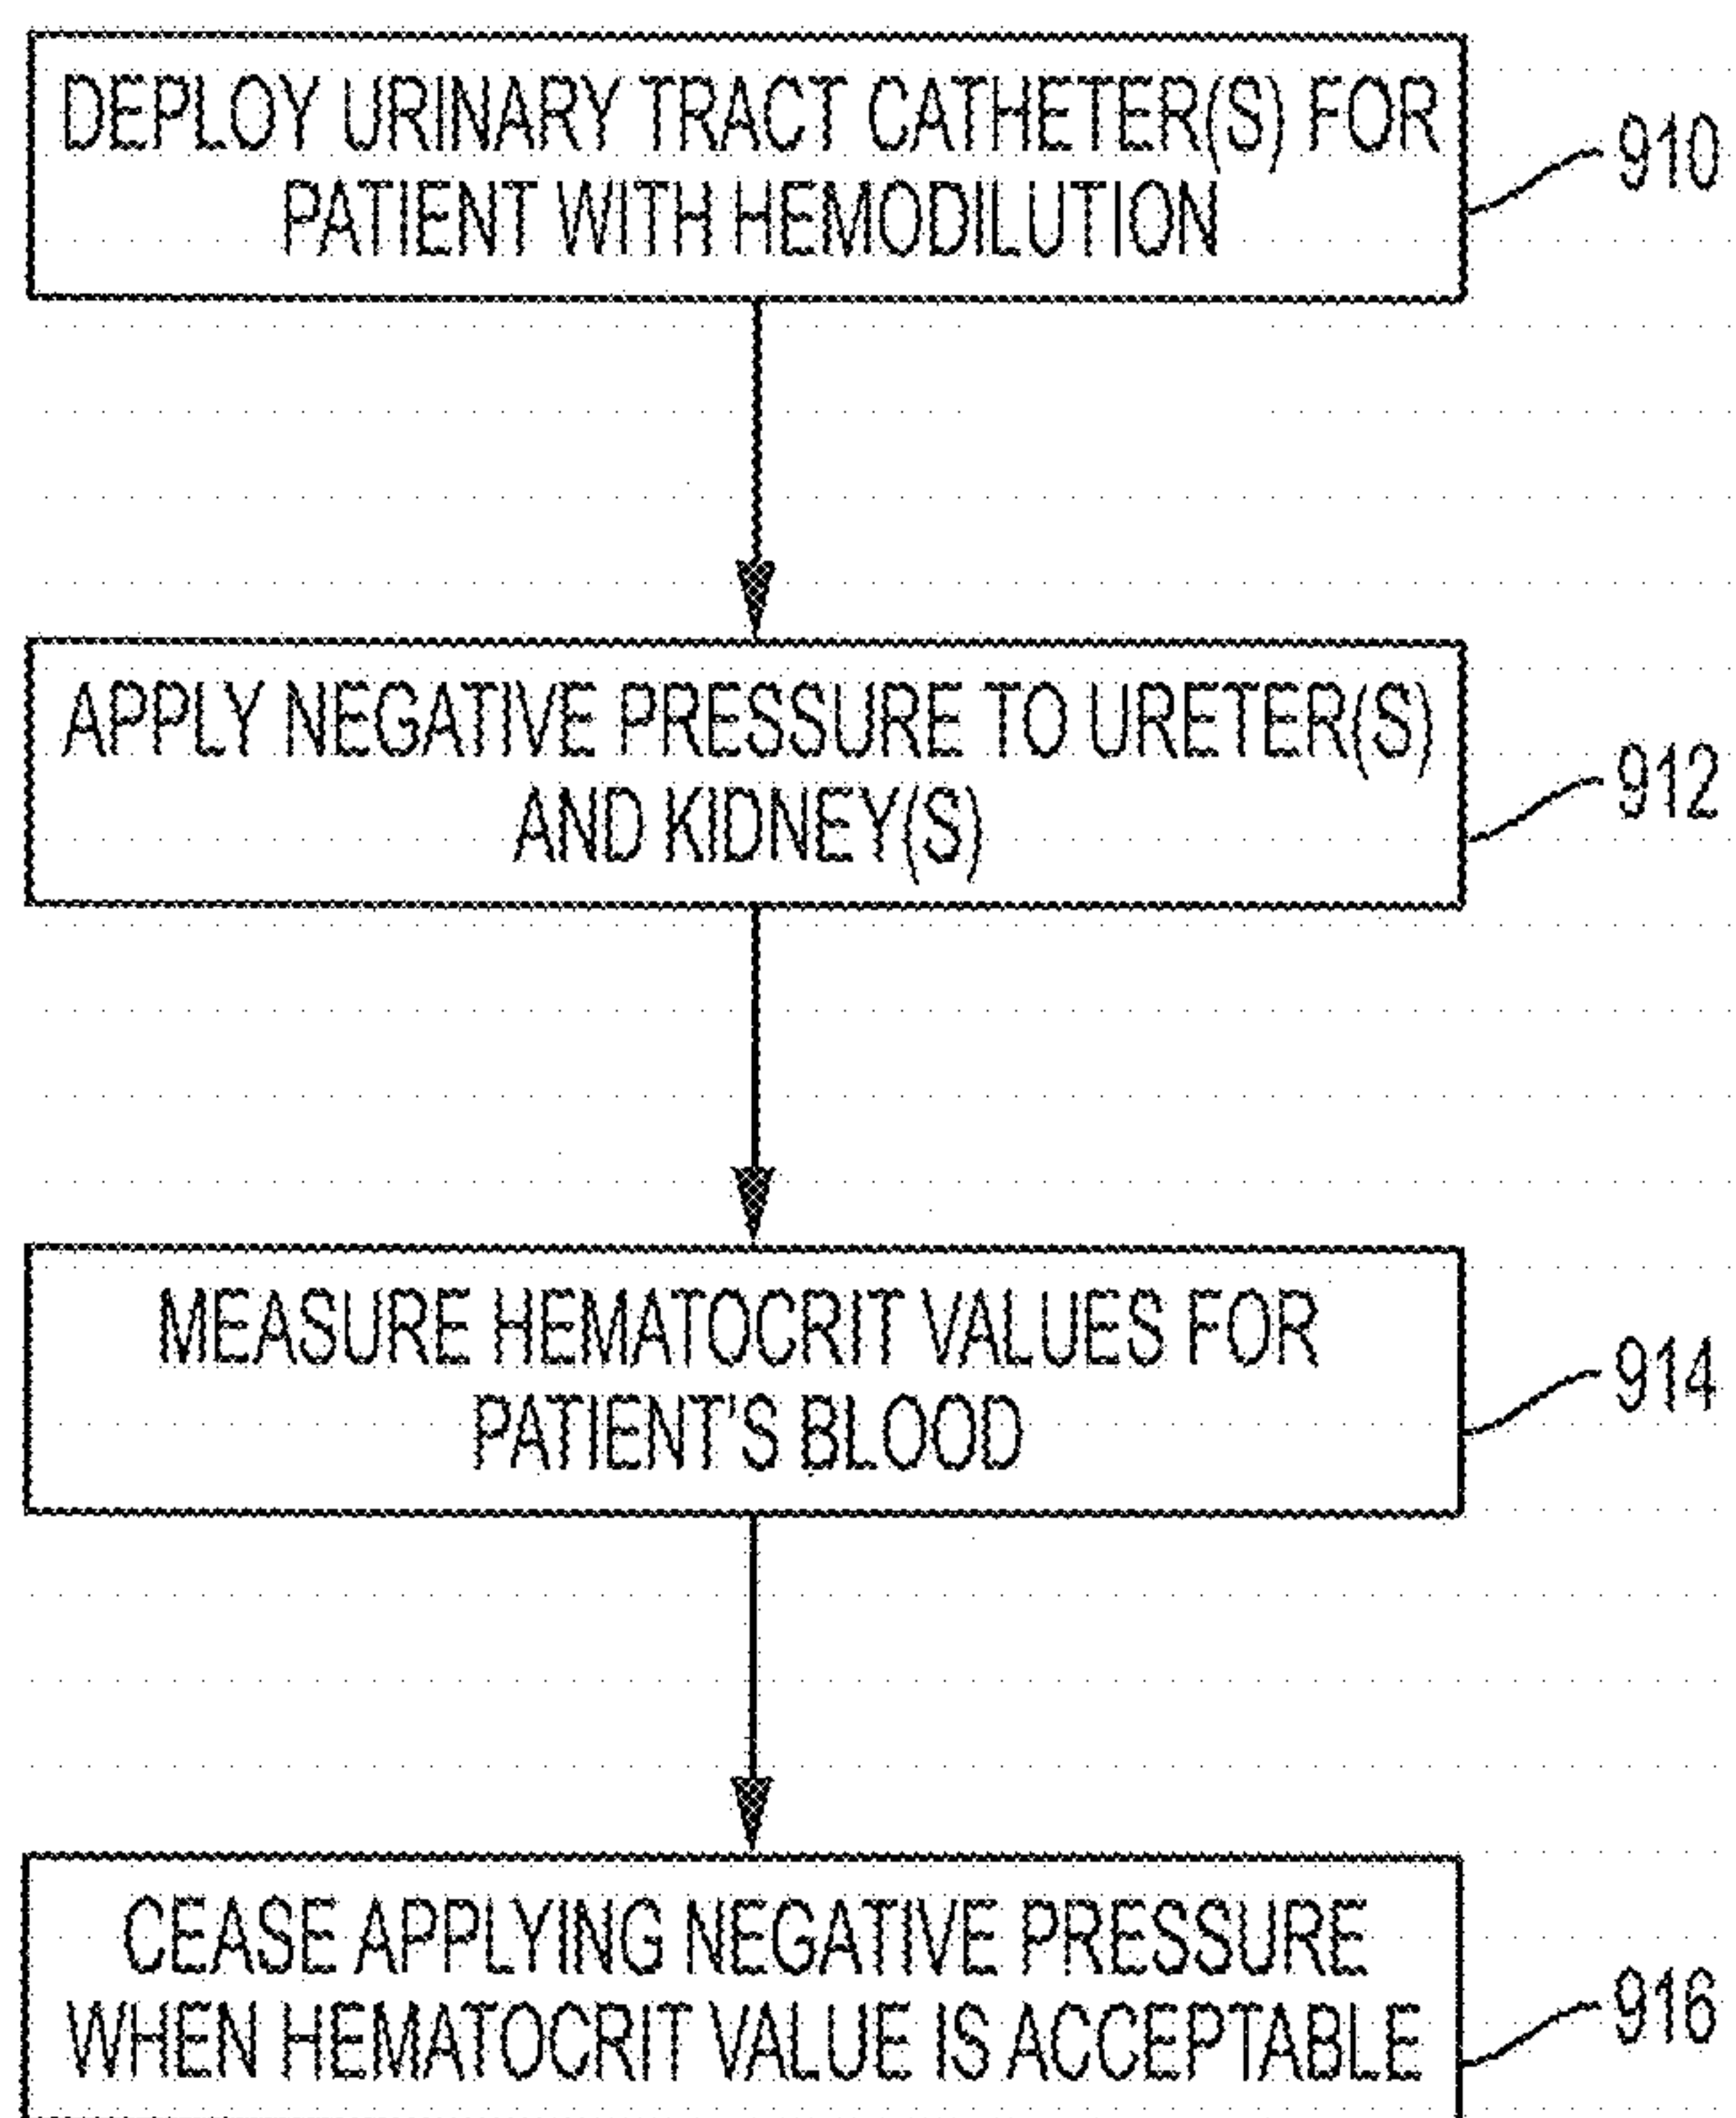 DEPLOY URINARY TRACT CATHETER(S) FOR
PATIENT WITH HEMODILUTION
910
APPLY NEGATIVE PRESSURE TO URETER(S)
AND KIDNEY(S)
912
MEASURE HEMATOCRIT VALUES FOR
PATIENT'S BLOOD
914
CEASE APPLYING NEGATIVE PRESSURE
WHEN HEMATOCRIT VALUE IS ACCEPTABLE
916